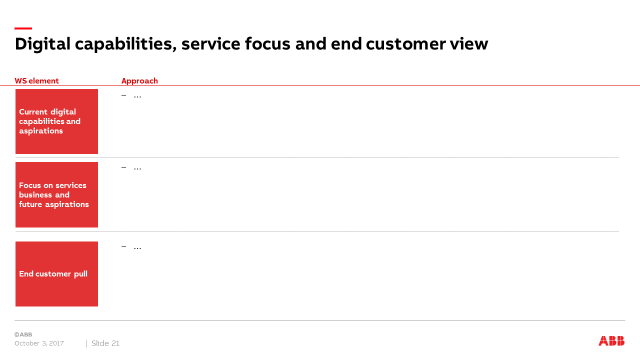 Digital capabilities, service focus and end customer view
WS element
Approach
Current digital
capabilities and
aspirations
– ...
Focus on services
business and
future aspirations
– ...
End customer pull
– ...
©ABB
October 3, 2017
| Slide 21
ABB